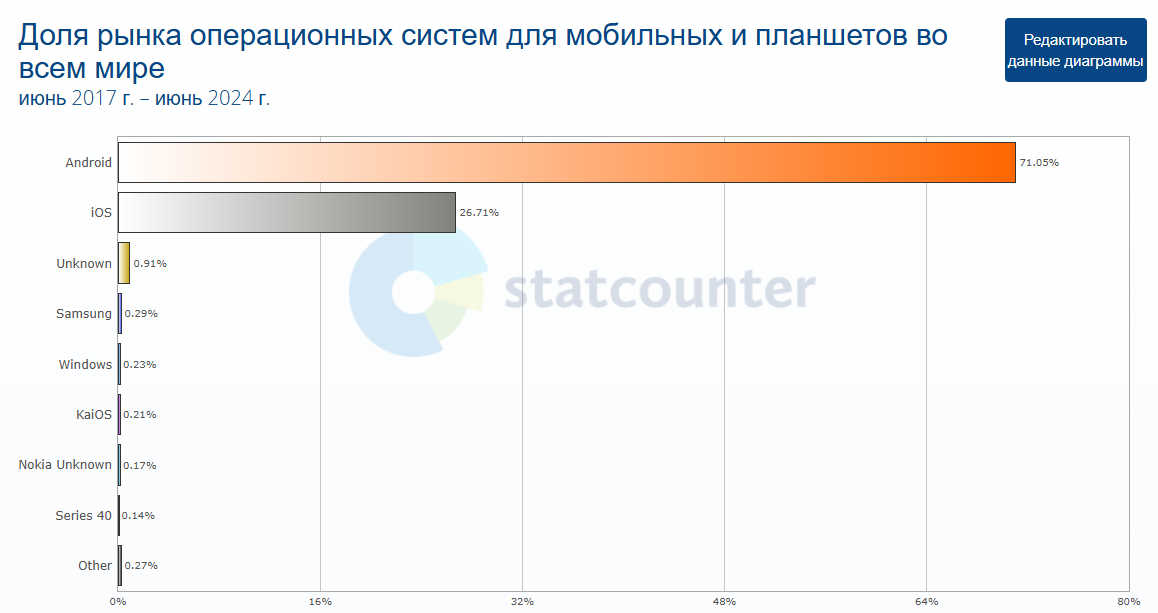 Доля рынка операционных систем для мобильных и планшетов во
всем мире
июнь 2017 г. – июнь 2024 г.
Редактировать
данные диаграммы
Android 71.05%
iOS 26.71%
Unknown 0.91%
Samsung 0.29%
Windows 0.23%
KaiOS 0.21%
Nokia Unknown 0.17%
Series 40 0.14%
Other 0.27%
statcounter
0% 16% 32% 48% 64% 80%